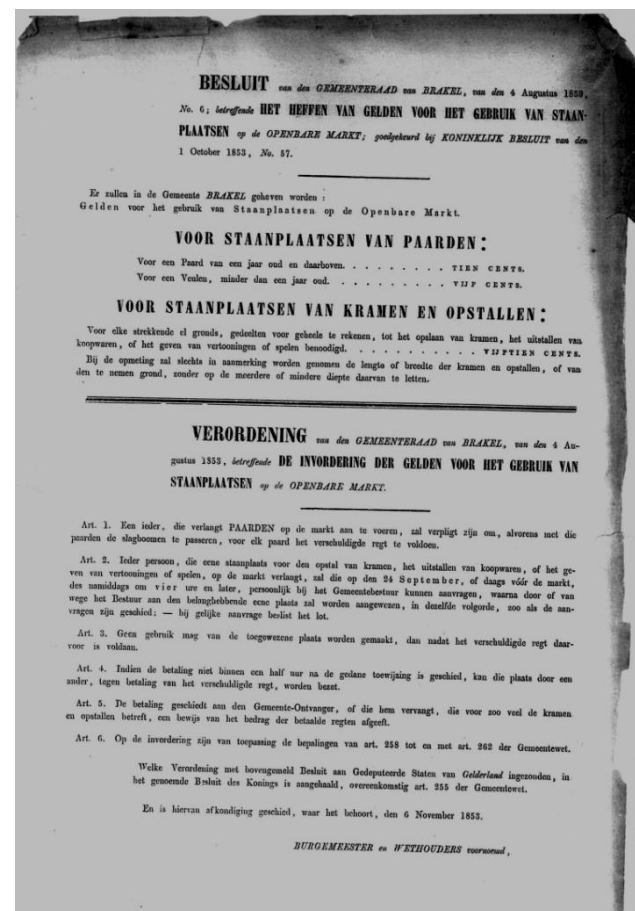 BESLUIT van den GEMEENTERAAD van BRAKEL, van den 4 Augustus 1853,
No. 6; betreffende HET HEFFEN VAN GELDEN VOOR HET GEBRUIK VAN STAAN-
PLAATSEN op de OPENBARE MARKT; goedgekeurd bij KONINKLIJK BESLUIT van den
1 October 1853, No. 57.
Er zullen in de Gemeente BRAKEL geheven worden :
Gelden voor het gebruik van Staanplaatsen op de Openbare Markt.
VOOR STAANPLAATSEN VAN PAARDEN:
Voor een Paard van een jaar oud en daarboven. . . . . . . . . TIEN CENTS.
Voor een Veulen, minder dan een jaar oud. . . . . . . . . . VIJF CENTS.
VOOR STAANPLAATSEN VAN KRAMEN EN OPSTALLEN:
Voor elke strekkende el gronds, gedeelten voor geheele te rekenen, tot het opslaan van kramen, het uitstallen van
koopwaren, of het geven van vertooningen of spelen benoodigd. . . . . . . . . . . VIJFTIEN CENTS.
Bij de opmeting zal slechts in aanmerking worden genomen de lengte of breedte der kramen en opstallen, of van
den te nemen grond, zonder op de meerdere of mindere diepte daarvan te letten.
VERORDENING van den GEMEENTERAAD van BRAKEL, van den 4 Au-
gustus 1853, betreffende DE INVORDERING DER GELDEN VOOR HET GEBRUIK VAN
STAANPLAATSEN op de OPENBARE MARKT.
Art. 1. Een ieder, die verlangt PAARDEN op de markt aan te voeren, zal verpligt zijn om, alvorens met die
paarden de slagboomen te passeren, voor elk paard het verschuldigde regt te voldoen.
Art. 2. Ieder persoon, die eene staanplaats voor den opstal van kramen, het uitstallen van koopwaren, of het ge-
ven van vertooningen of spelen, op de markt verlangt, zal die op den 24 September, of daags vóór de markt,
des namiddags om vier ure en later, persoonlijk bij het Gemeentebestuur kunnen aanvragen, waarna door of van
wege het Bestuur aan den belanghebbende eene plaats zal worden aangewezen, in dezelfde volgorde, zoo als de aan-
vragen zijn geschied; — bij gelijke aanvrage beslist het lot.
Art. 3. Geen gebruik mag van de toegewezene plaats worden gemaakt, dan nadat het verschuldigde regt daar-
voor is voldaan.
Art. 4. Indien de betaling niet binnen een half uur na de gedane toewijzing is geschied, kan die plaats door een
ander, tegen betaling van het verschuldigde regt, worden bezet.
Art. 5. De betaling geschiedt aan den Gemeente-Ontvanger, of die hem vervangt, die voor zoo veel de kramen
en opstallen betreft, een bewijs van het bedrag der betaalde regten afgeeft.
Art. 6. Op de invordering zijn van toepassing de bepalingen van art. 258 tot en met art. 262 der Gemeentewet.
Welke Verordening met bovengemeld Besluit aan Gedeputeerde Staten van Gelderland ingezonden, in
het genoemde Besluit des Konings is aangehaald, overeenkomstig art. 255 der Gemeentewet.
En is hiervan afkondiging geschied, waar het behoort, den 6 November 1853.
BURGEMEESTER en WETHOUDERS voornoemd,